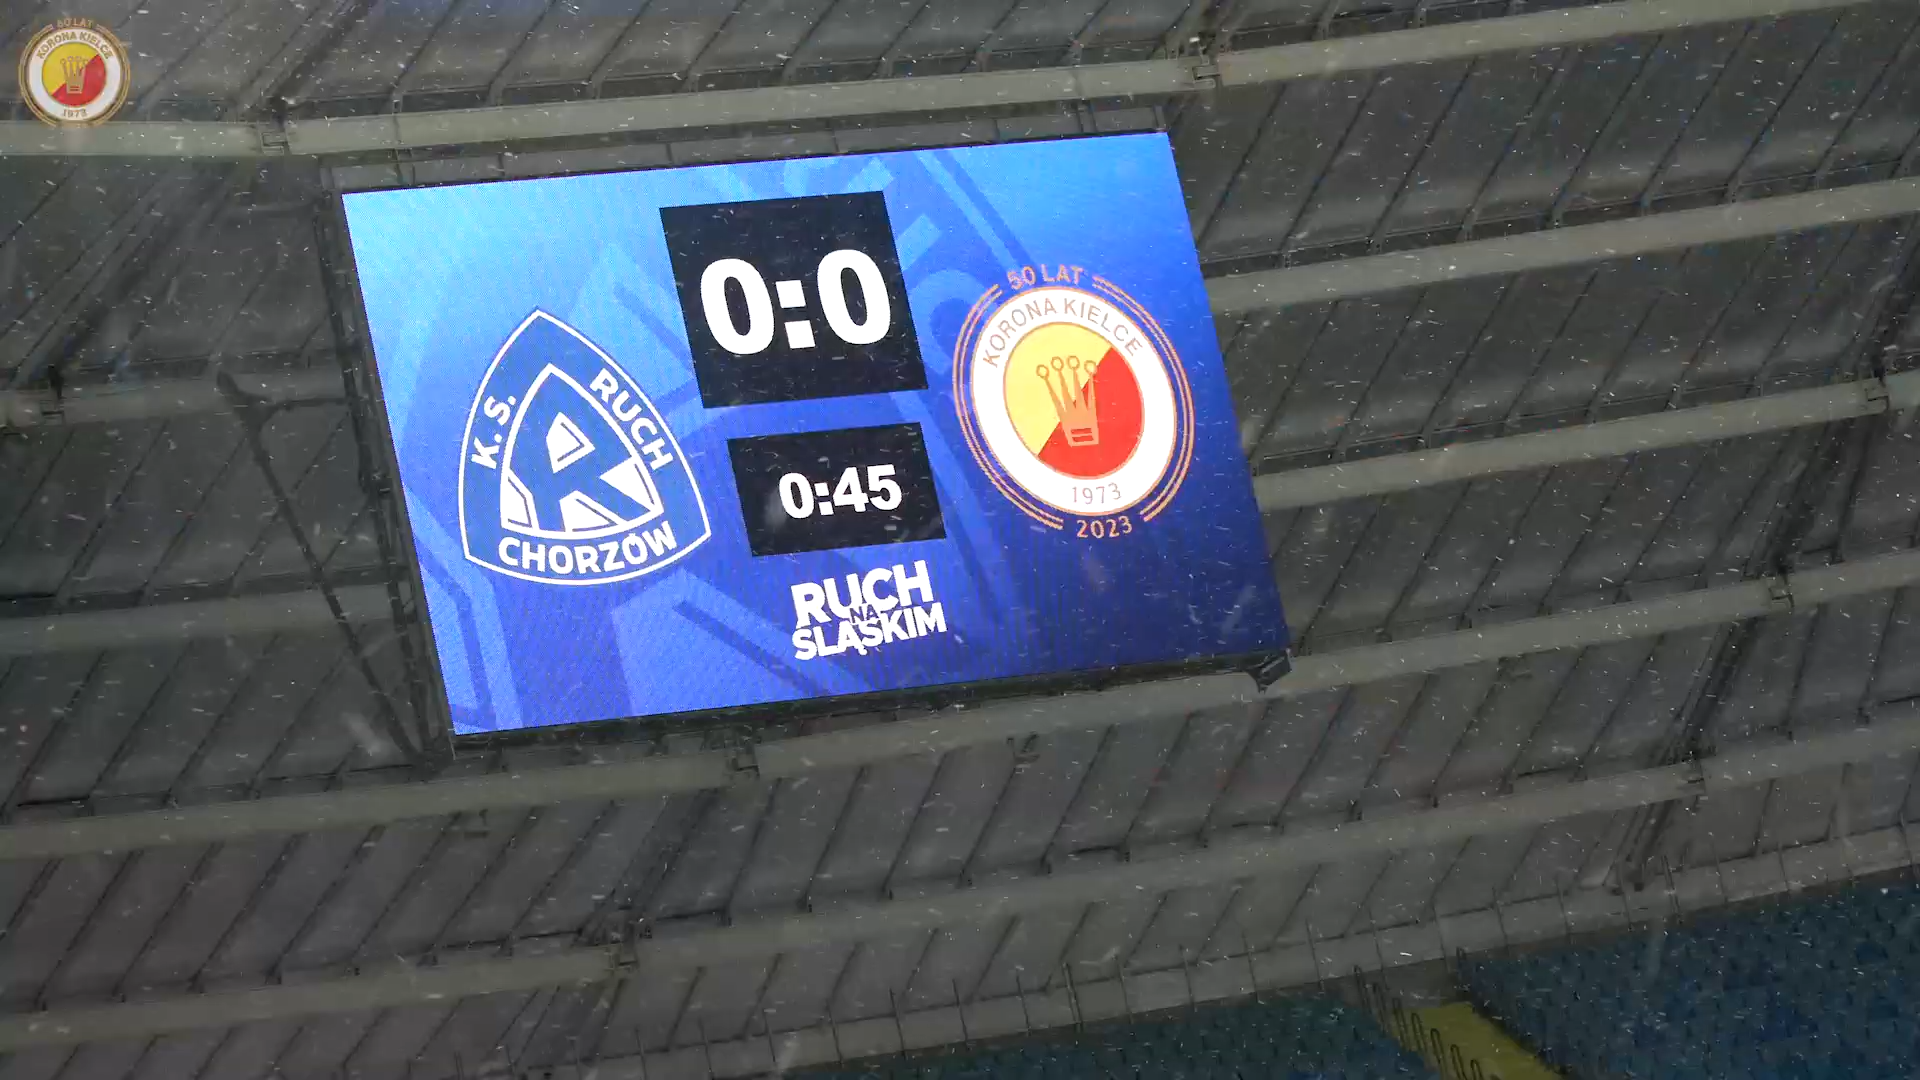 50 LAT
KORONA KIELCE
1973
0:0
50 LAT
KORONA KIELCE
1973
2023
K.S. RUCH
CHORZÓW
0:45
RUCH
NA
ŚLĄSKIM